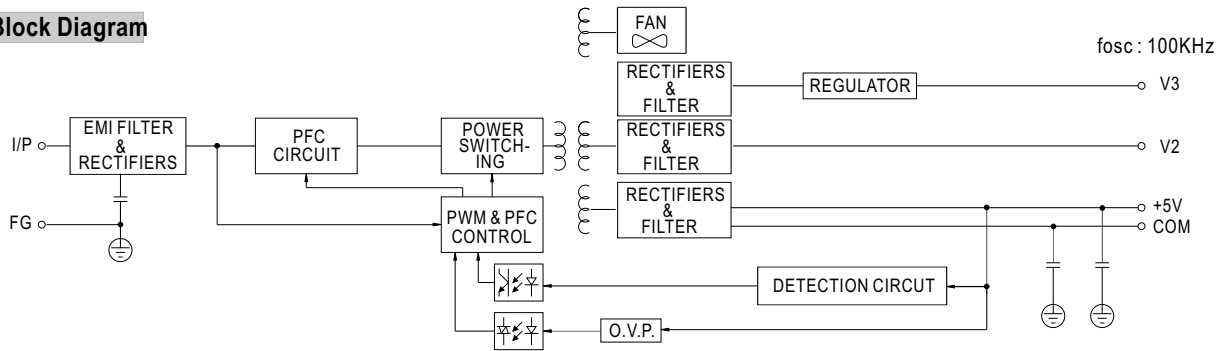 Block Diagram
FAN
fosc : 100KHz
RECTIFIERS
&
FILTER
REGULATOR
V3
I/P
EMI FILTER
&
RECTIFIERS
PFC
CIRCUIT
POWER
SWITCH-
ING
RECTIFIERS
&
FILTER
V2
FG
PWM & PFC
CONTROL
RECTIFIERS
&
FILTER
+5V
COM
DETECTION CIRCUT
O.V.P.